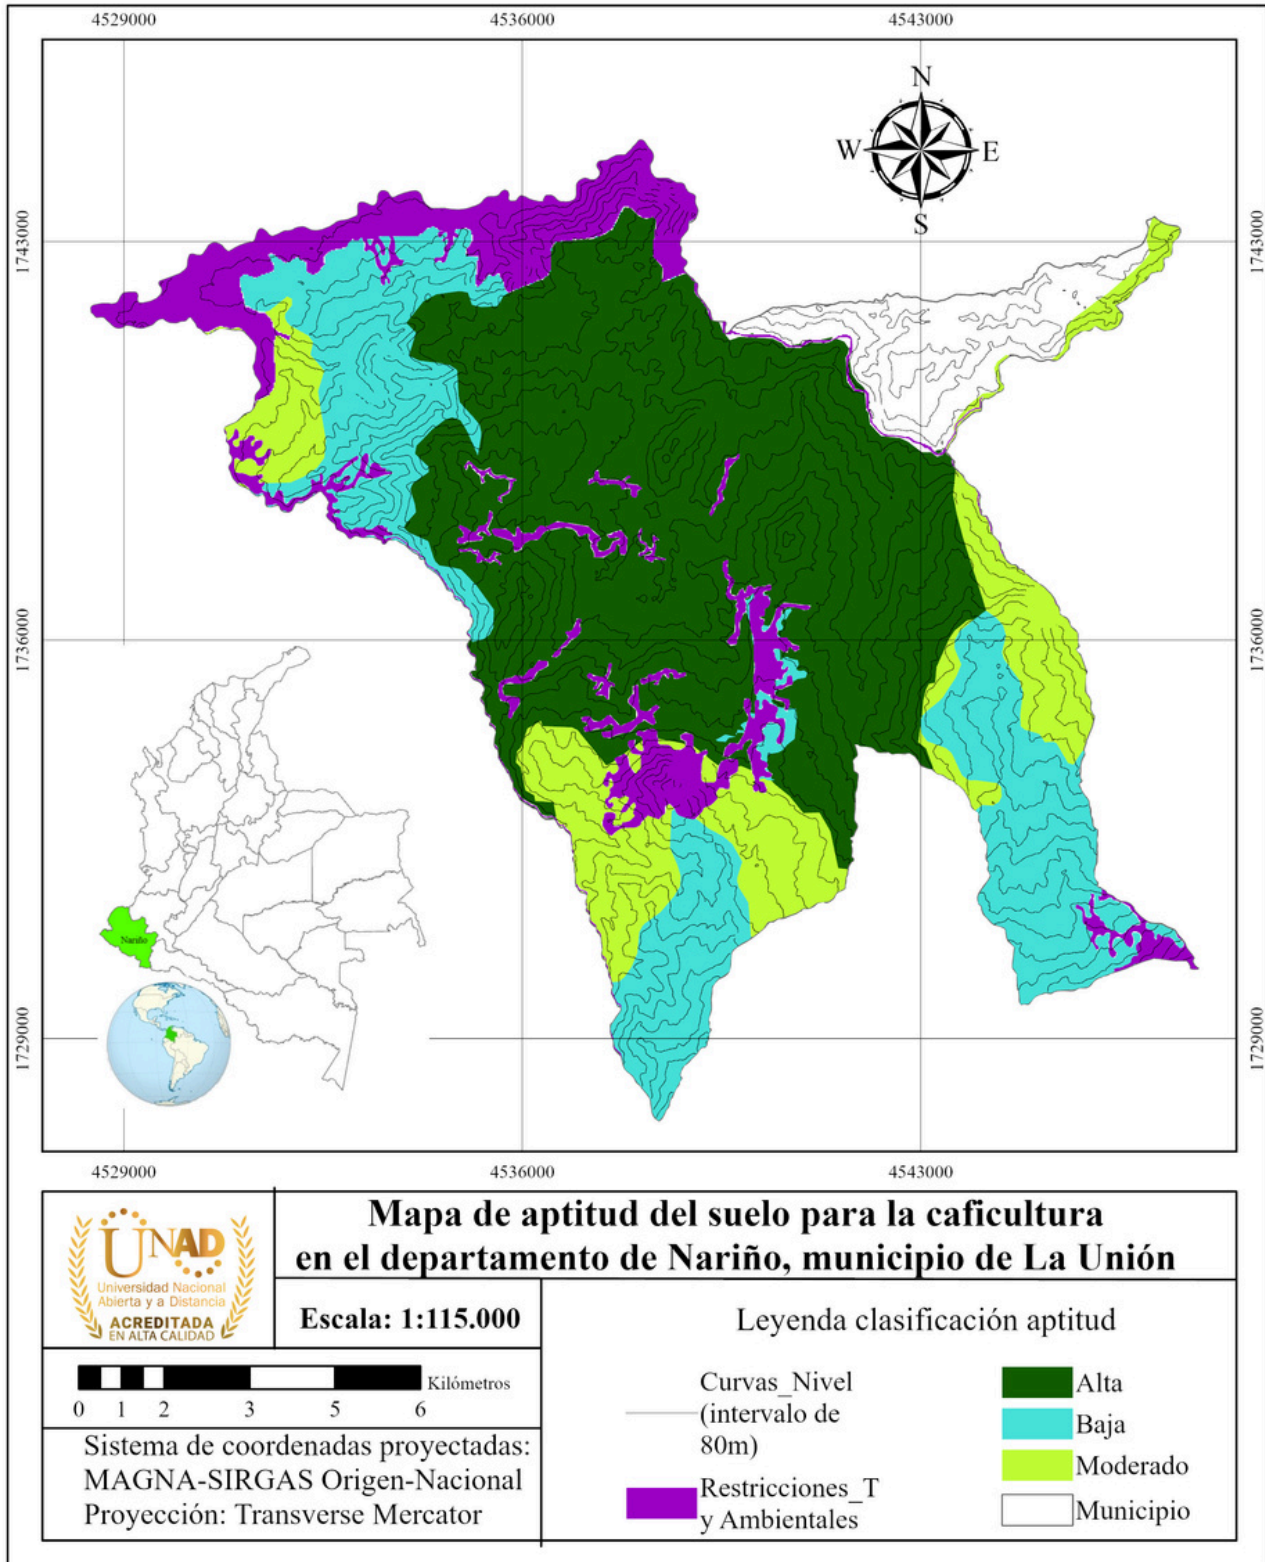 4529000 4536000 4543000
N
W E
S
1743000 1743000
1736000 1736000
Nariño
1729000 1729000
4529000 4536000 4543000
UNAD
Universidad Nacional
Abierta y a Distancia
ACREDITADA
EN ALTA CALIDAD
Mapa de aptitud del suelo para la caficultura
en el departamento de Nariño, municipio de La Unión
Escala: 1:115.000
Kilómetros
0 1 2 3 5 6
Sistema de coordenadas proyectadas:
MAGNA-SIRGAS Origen-Nacional
Proyección: Transverse Mercator
Leyenda clasificación aptitud
Curvas_Nivel
(intervalo de
80m)
Restricciones_T
y Ambientales
Alta
Baja
Moderado
Municipio